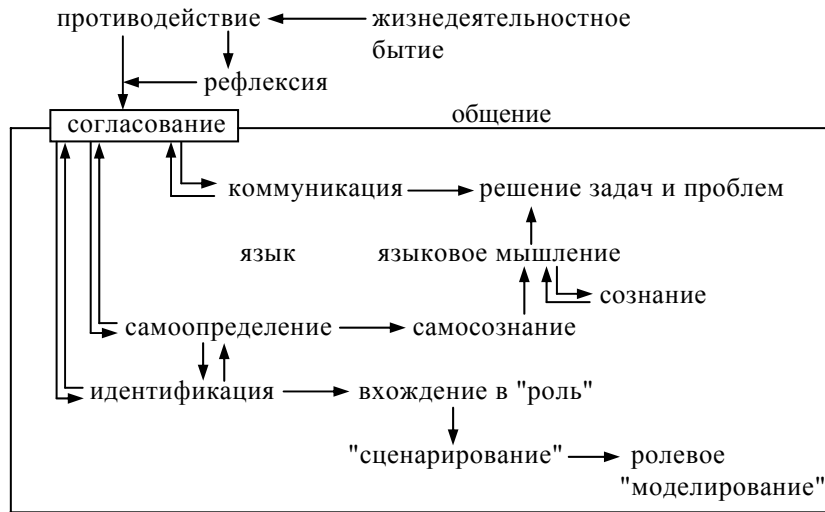 противодействие жизнедеятельностное
бытие
рефлексия
согласование общение
коммуникация решение задач и проблем
язык языковое мышление
сознание
самоопределение самосознание
идентификация вхождение в "роль"
"сценарирование" ролевое
"моделирование"